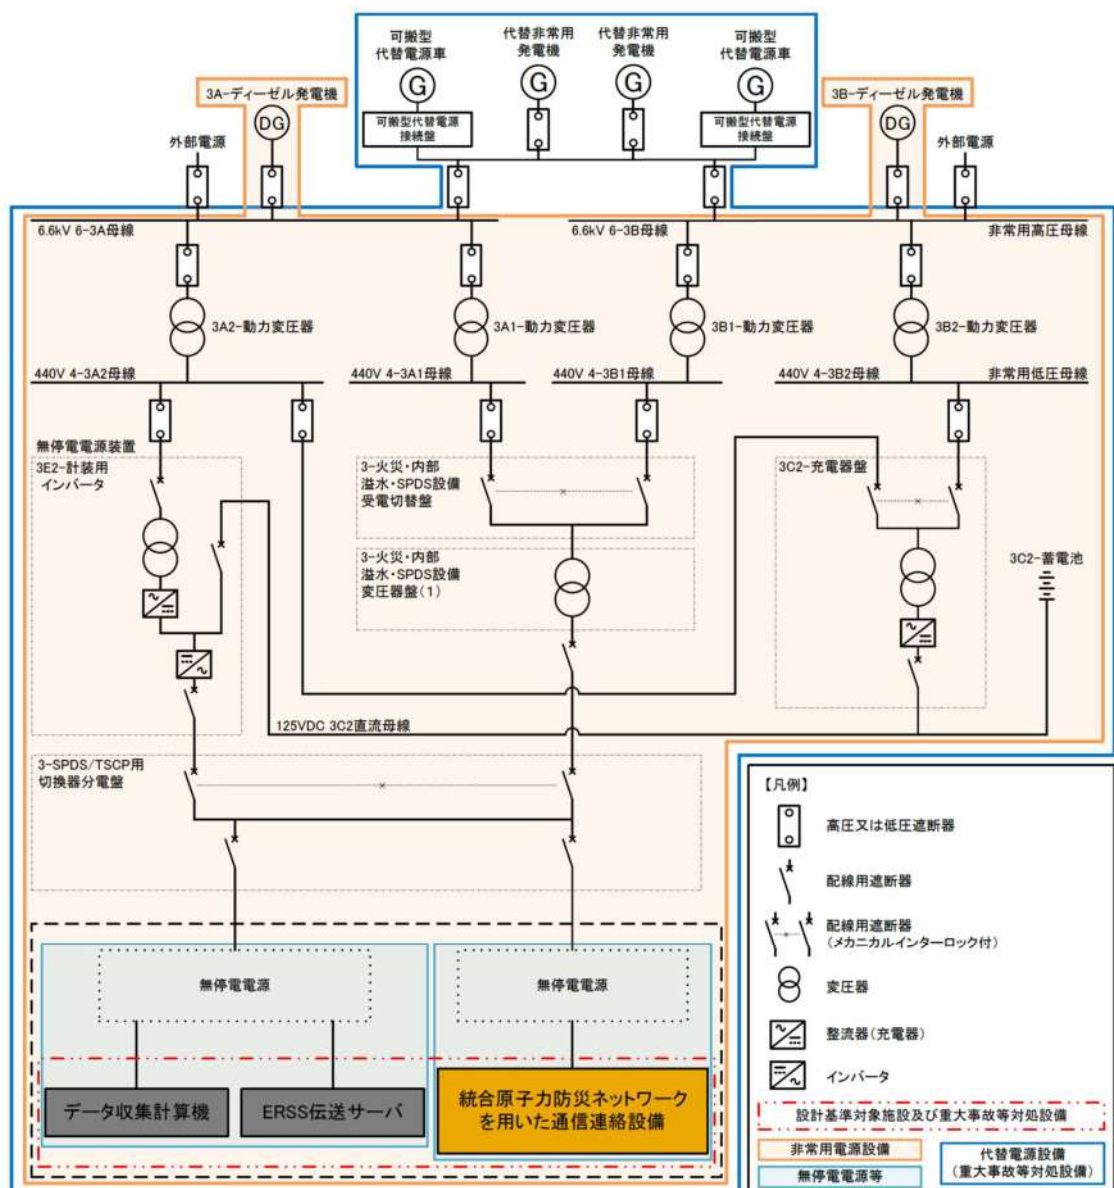 可搬型
代替電源車
代替非常用
発電機
代替非常用
発電機
可搬型
代替電源車
G
G
G
G
3A-ディーゼル発電機
3B-ディーゼル発電機
DG
DG
可搬型代替電源
接続盤
可搬型代替電源
接続盤
外部電源
外部電源
6.6kV 6-3A母線
6.6kV 6-3B母線
非常用高圧母線
3A2-動力変圧器
3A1-動力変圧器
3B1-動力変圧器
3B2-動力変圧器
440V 4-3A2母線
440V 4-3A1母線
440V 4-3B1母線
440V 4-3B2母線
非常用低圧母線
無停電電源装置
3E2-計装用
インバータ
3-火災・内部
溢水・SPDS設備
受電切替盤
3C2-充電器盤
3-火災・内部
溢水・SPDS設備
変圧器盤(1)
3C2-蓄電池
125VDC 3C2直流母線
3-SPDS/TSCP用
切換器分電盤
無停電電源
無停電電源
データ収集計算機
ERSS伝送サーバ
統合原子力防災ネットワーク
を用いた通信連絡設備
【凡例】
高圧又は低圧遮断器
配線用遮断器
配線用遮断器
(メカニカルインターロック付)
変圧器
整流器(充電器)
インバータ
設計基準対象施設及び重大事故等対処設備
非常用電源設備
無停電電源等
代替電源設備
(重大事故等対処設備)